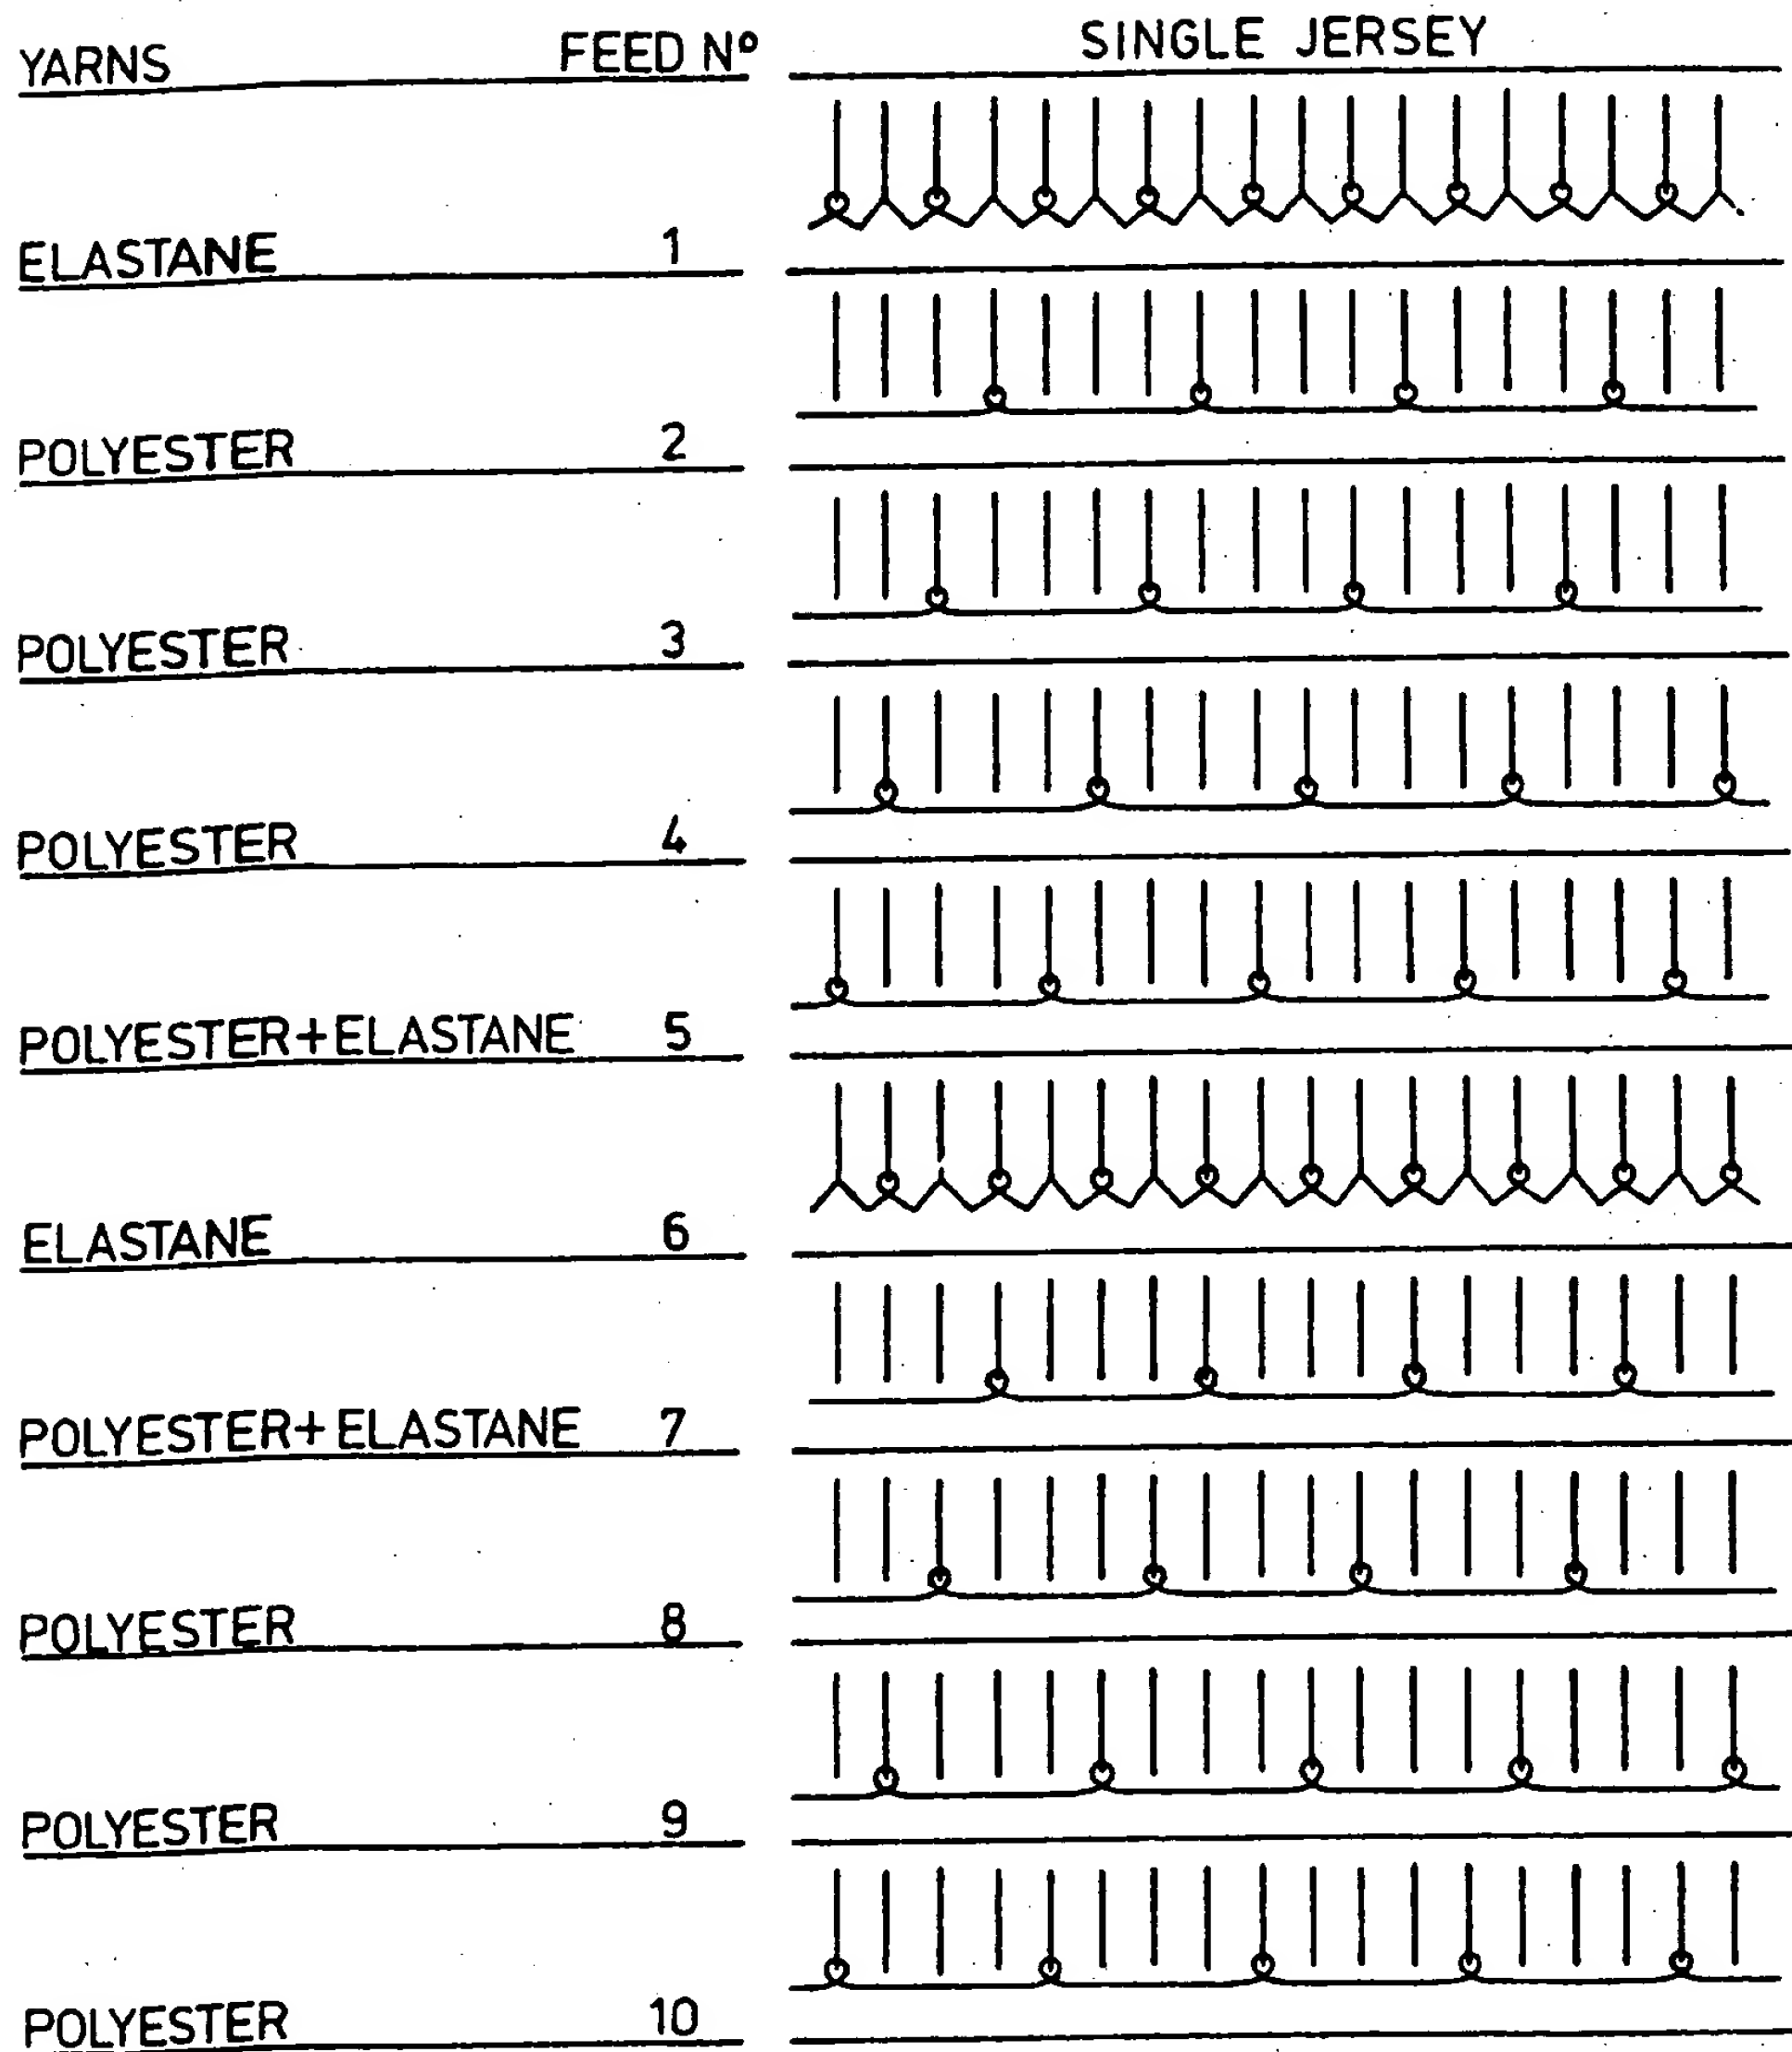 YARNS FEED Nº SINGLE JERSEY
ELASTANE 1
POLYESTER 2
POLYESTER 3
POLYESTER 4
POLYESTER+ELASTANE 5
ELASTANE 6
POLYESTER+ELASTANE 7
POLYESTER 8
POLYESTER 9
POLYESTER 10